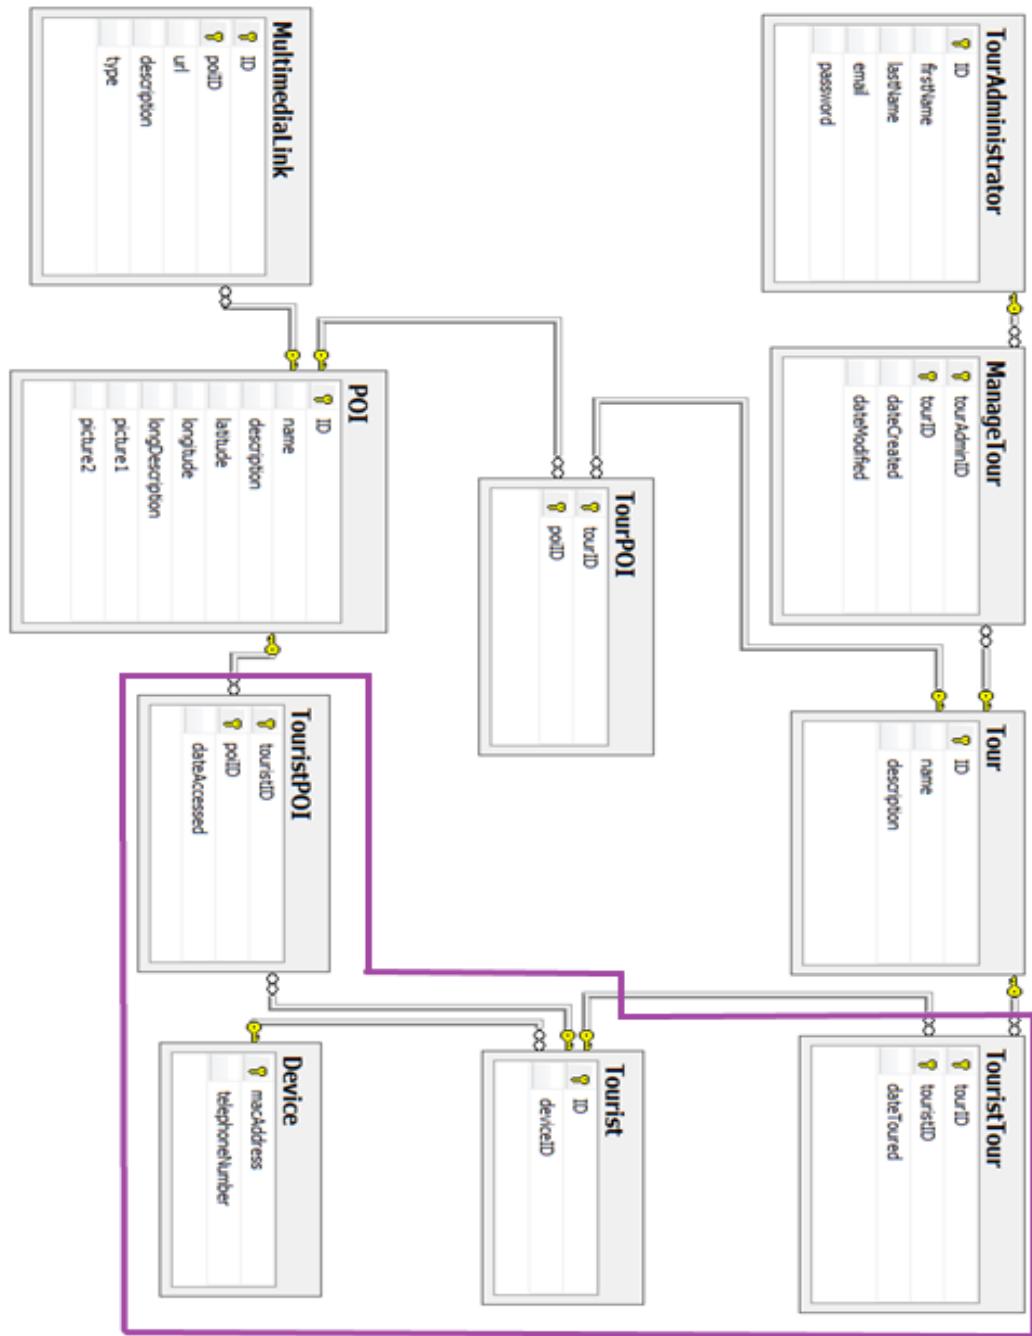 TourAdministrator
ID
firstName
lastName
email
password
ManageTour
tourAdminID
tourID
dateCreated
dateModified
Tour
ID
name
description
TouristTour
tourID
touristID
dateToured
TourPOI
tourID
poiID
Tourist
ID
deviceID
MultimediaLink
ID
poiID
url
description
type
POI
ID
name
description
latitude
longitude
longDescription
picture1
picture2
TouristPOI
touristID
poiID
dateAccessed
Device
macAddress
telephoneNumber